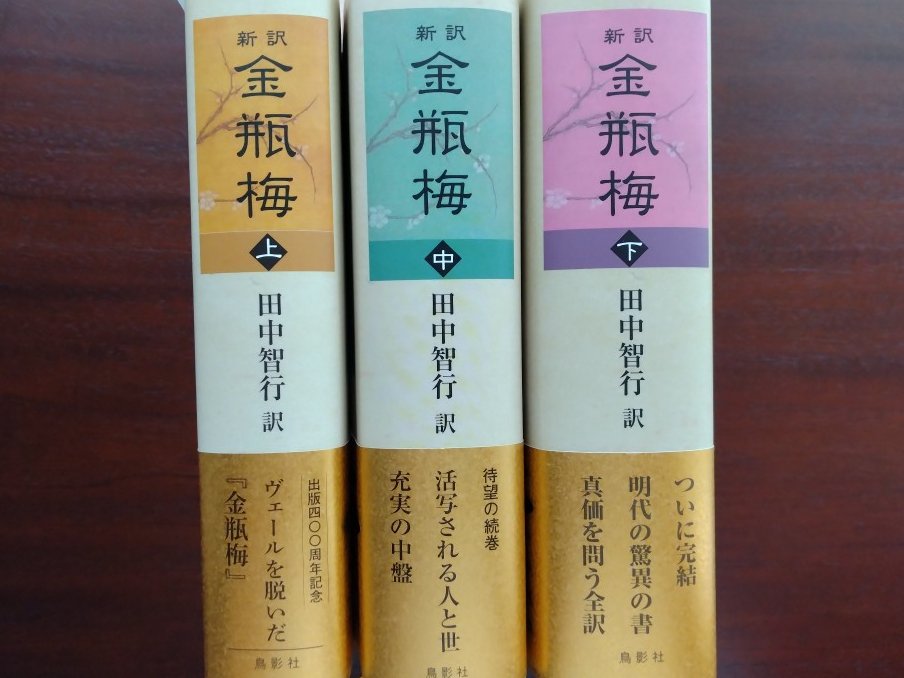 新訳
金瓶梅
上
田中智行 訳
出版四〇〇周年記念
ヴェールを脱いだ
『金瓶梅』
鳥影社
新訳
金瓶梅
中
田中智行 訳
待望の続巻
活写される人と世
充実の中盤
鳥影社
新訳
金瓶梅
下
田中智行 訳
ついに完結
明代の驚異の書
真価を問う全訳
鳥影社